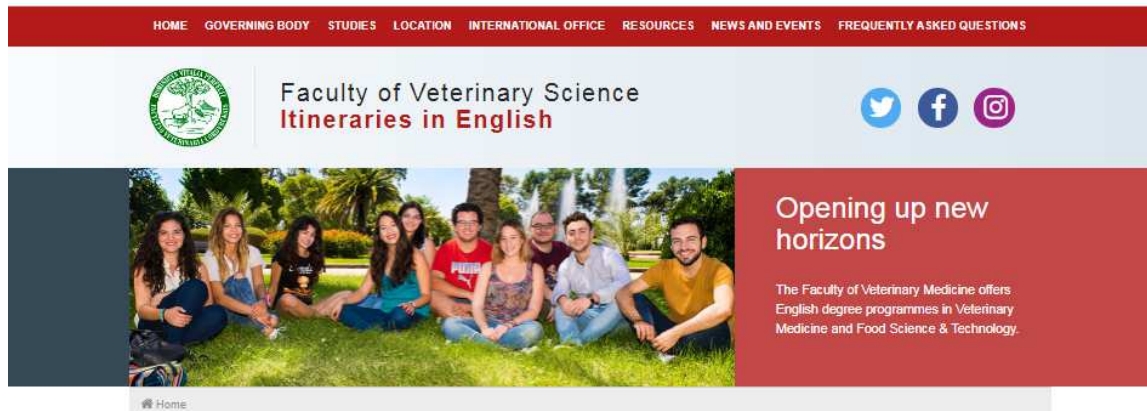 HOME GOVERNING BODY STUDIES LOCATION INTERNATIONAL OFFICE RESOURCES NEWS AND EVENTS FREQUENTLY ASKED QUESTIONS
Faculty of Veterinary Science
Itineraries in English
PUMA
Opening up new
horizons
The Faculty of Veterinary Medicine offers
English degree programmes in Veterinary
Medicine and Food Science & Technology.
Home